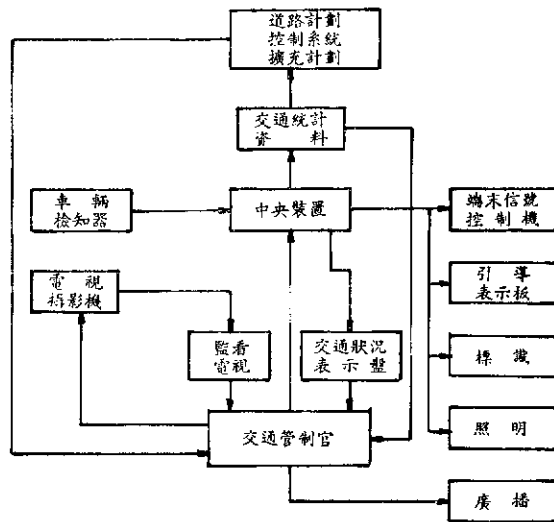 道路計劃
控制系統
擴充計劃
交通統計
資料
車輛
檢知器
中央裝置
端末信號
控制機
電視
攝影機
引導
表示板
監看
電視
交通狀況
表示盤
標識
照明
交通管制官
廣播